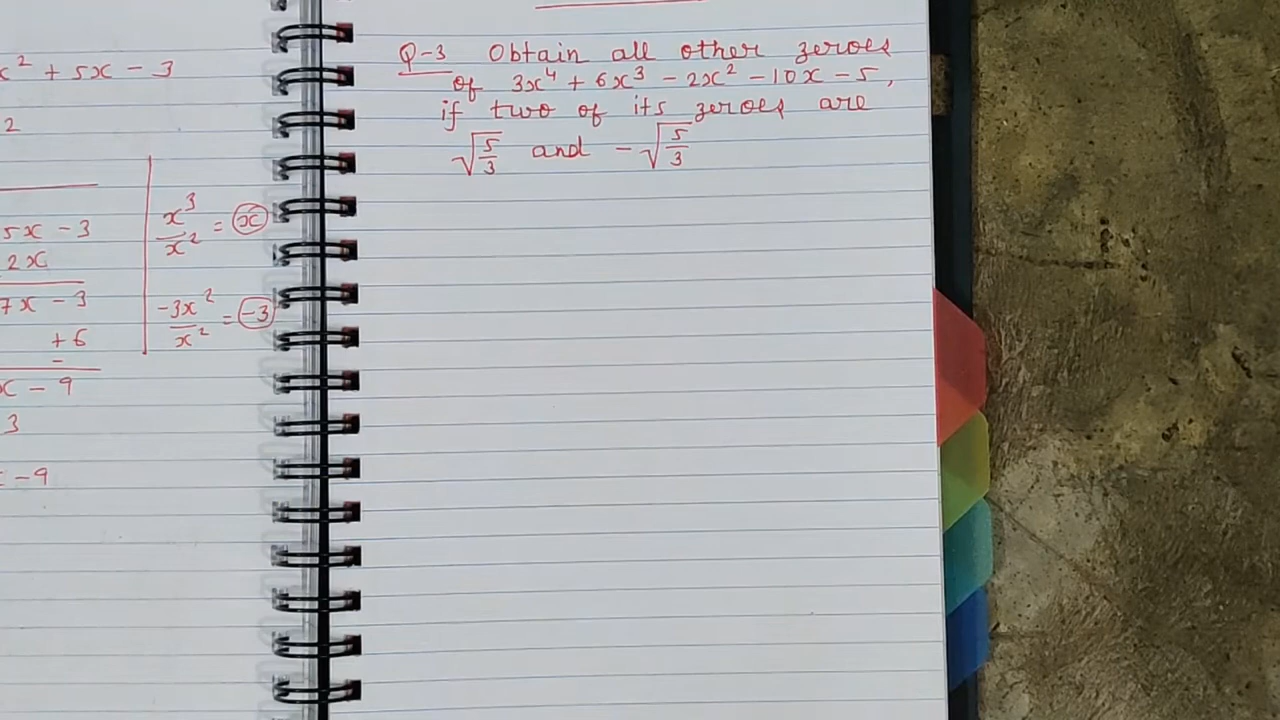 x² + 5x - 3
2
5x - 3
2x
7x - 3
+6
-
x - 9
3
- 9
x³/x² = x
-3x²/x² = -3
Q-3 Obtain all other zeroes
of 3x⁴ + 6x³ - 2x² - 10x - 5,
if two of its zeroes are
√5/3 and -√5/3